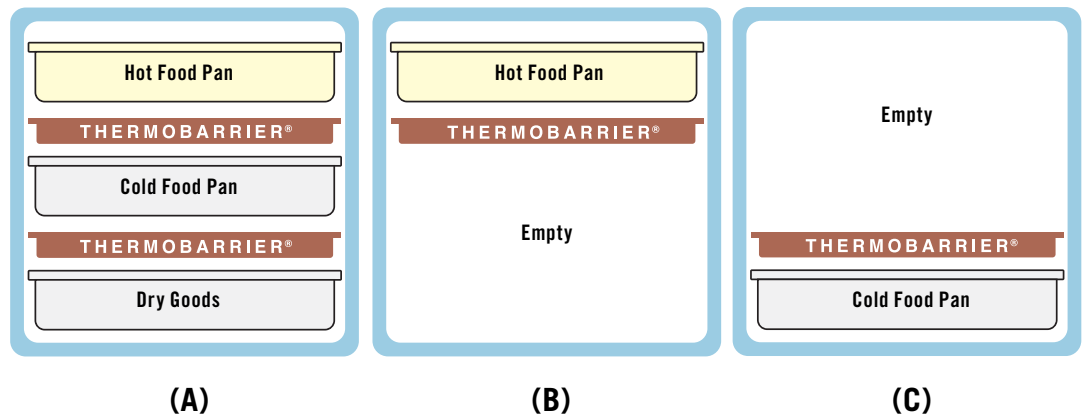 Hot Food Pan
THERMOBARRIER®
Cold Food Pan
THERMOBARRIER®
Dry Goods
(A)
Hot Food Pan
THERMOBARRIER®
Empty
(B)
Empty
THERMOBARRIER®
Cold Food Pan
(C)